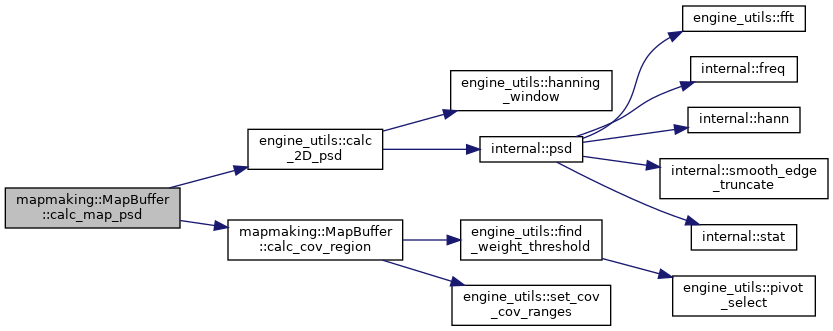 mapmaking::MapBuffer
::calc_map_psd
engine_utils::calc
_2D_psd
mapmaking::MapBuffer
::calc_cov_region
engine_utils::hanning
_window
internal::psd
engine_utils::find
_weight_threshold
engine_utils::set_cov
_cov_ranges
engine_utils::fft
internal::freq
internal::hann
internal::smooth_edge
_truncate
internal::stat
engine_utils::pivot
_select